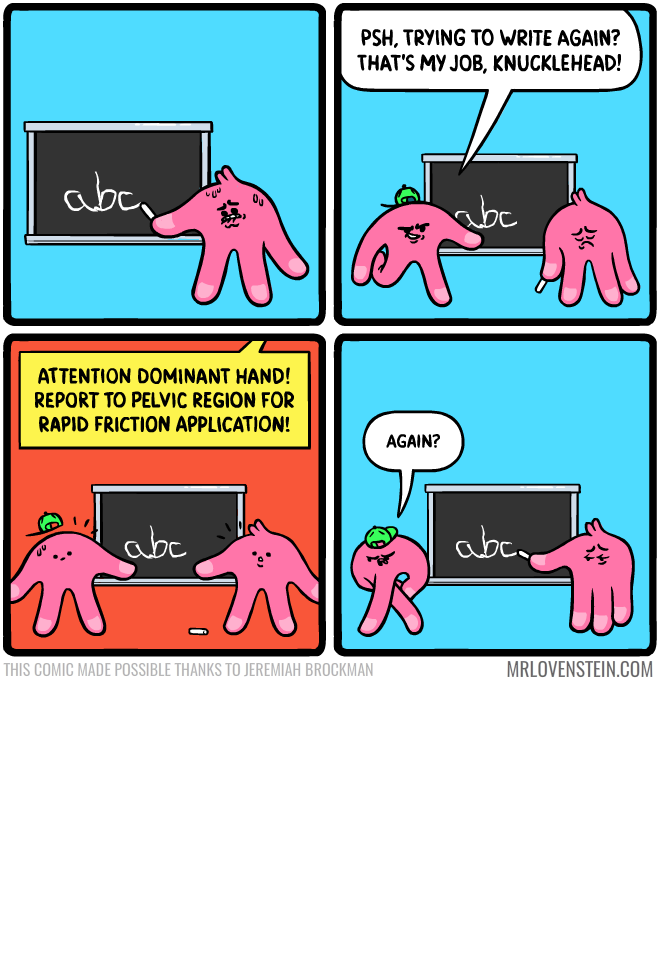 abc
PSH, TRYING TO WRITE AGAIN?
THAT'S MY JOB, KNUCKLEHEAD!
abc
ATTENTION DOMINANT HAND!
REPORT TO PELVIC REGION FOR
RAPID FRICTION APPLICATION!
abc
AGAIN?
abc
THIS COMIC MADE POSSIBLE THANKS TO JEREMIAH BROCKMAN
MRLOVENSTEIN.COM